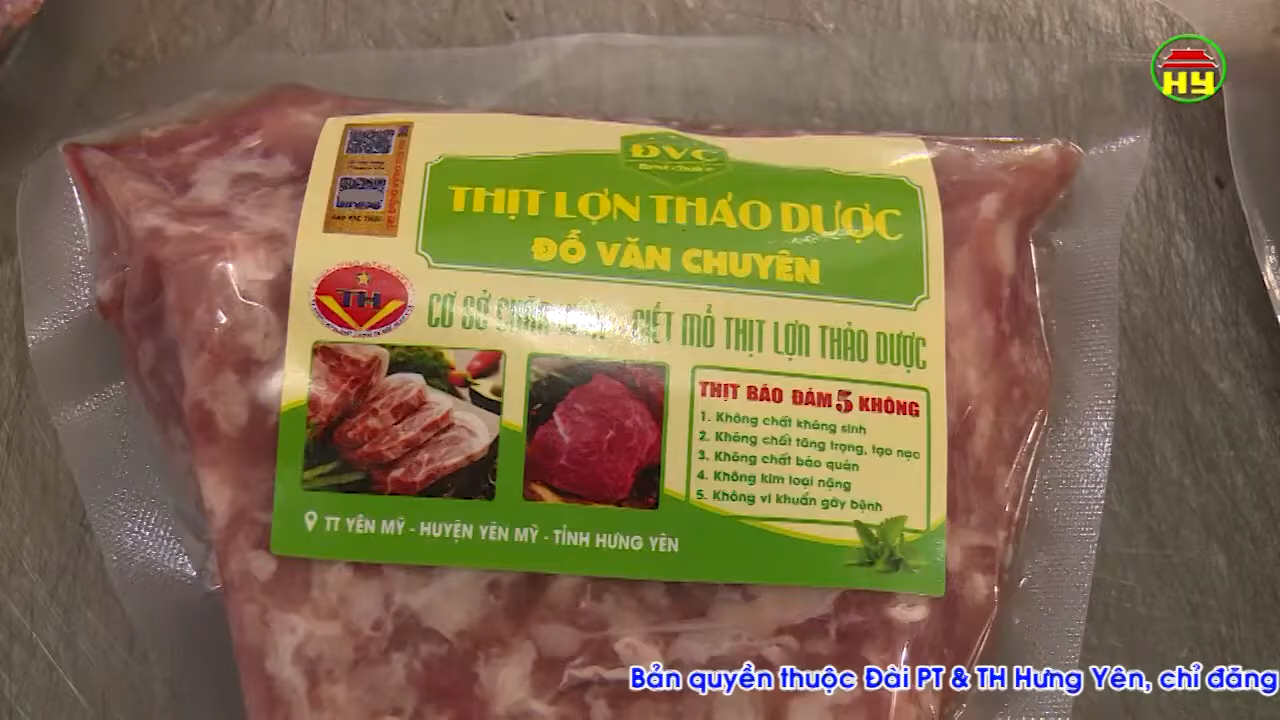 HY
ĐVC
THỊT LỢN THẢO DƯỢC
ĐỖ VĂN CHUYÊN
TH
CƠ SỞ CHĂN GIẾT MỔ THỊT LỢN THẢO DƯỢC
THỊT BẢO ĐẢM 5 KHÔNG
1. Không chất kháng sinh
2. Không chất tăng trọng, tạo nạc
3. Không chất bảo quản
4. Không kim loại nặng
5. Không vi khuẩn gây bệnh
TT YÊN MỸ - HUYỆN YÊN MỸ - TỈNH HƯNG YÊN
Bản quyền thuộc Đài PT & TH Hưng Yên, chỉ đăng